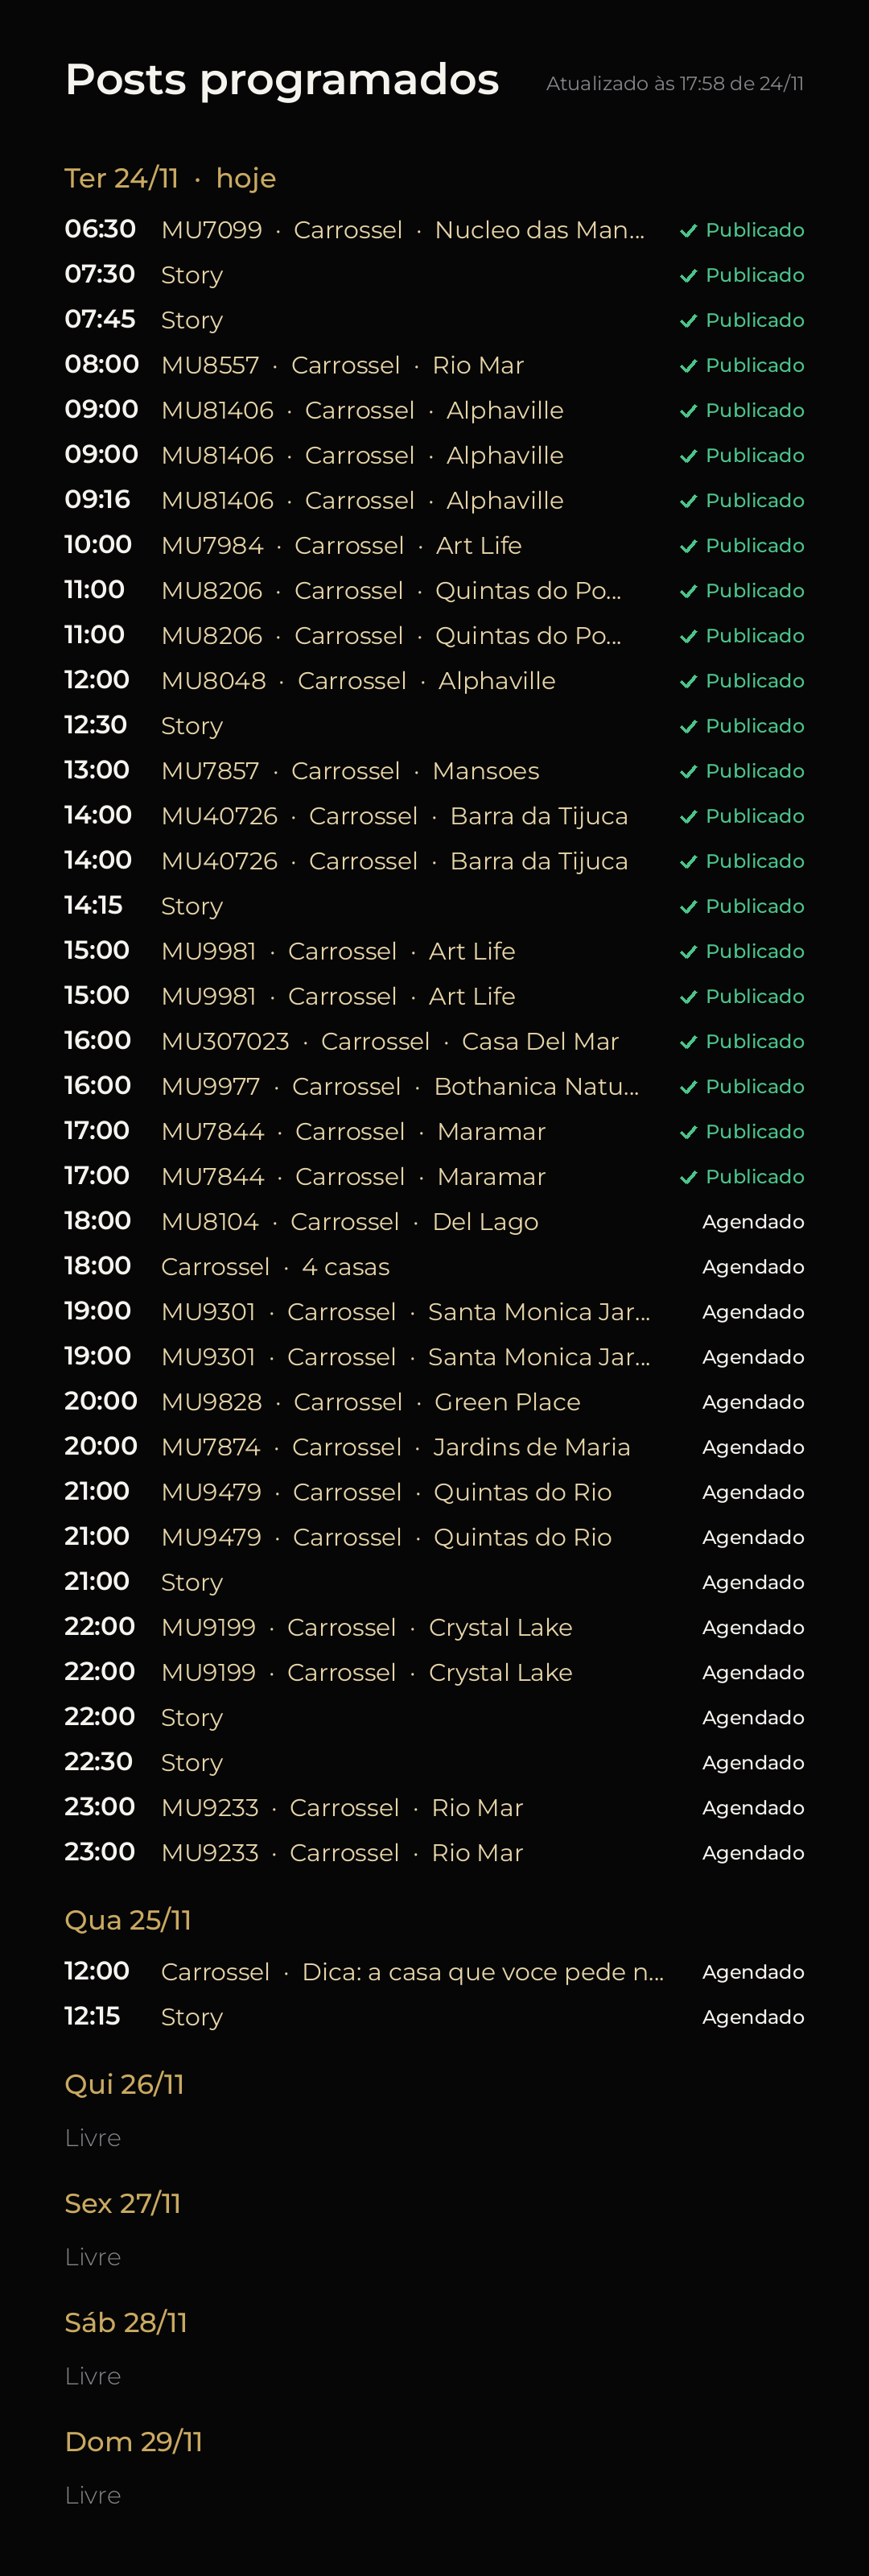 Posts programados
Atualizado às 17:58 de 24/11
Ter 24/11 · hoje
06:30 MU7099 · Carrossel · Nucleo das Man... ✓ Publicado
07:30 Story ✓ Publicado
07:45 Story ✓ Publicado
08:00 MU8557 · Carrossel · Rio Mar ✓ Publicado
09:00 MU81406 · Carrossel · Alphaville ✓ Publicado
09:00 MU81406 · Carrossel · Alphaville ✓ Publicado
09:16 MU81406 · Carrossel · Alphaville ✓ Publicado
10:00 MU7984 · Carrossel · Art Life ✓ Publicado
11:00 MU8206 · Carrossel · Quintas do Po... ✓ Publicado
11:00 MU8206 · Carrossel · Quintas do Po... ✓ Publicado
12:00 MU8048 · Carrossel · Alphaville ✓ Publicado
12:30 Story ✓ Publicado
13:00 MU7857 · Carrossel · Mansoes ✓ Publicado
14:00 MU40726 · Carrossel · Barra da Tijuca ✓ Publicado
14:00 MU40726 · Carrossel · Barra da Tijuca ✓ Publicado
14:15 Story ✓ Publicado
15:00 MU9981 · Carrossel · Art Life ✓ Publicado
15:00 MU9981 · Carrossel · Art Life ✓ Publicado
16:00 MU307023 · Carrossel · Casa Del Mar ✓ Publicado
16:00 MU9977 · Carrossel · Bothanica Natu... ✓ Publicado
17:00 MU7844 · Carrossel · Maramar ✓ Publicado
17:00 MU7844 · Carrossel · Maramar ✓ Publicado
18:00 MU8104 · Carrossel · Del Lago Agendado
18:00 Carrossel · 4 casas Agendado
19:00 MU9301 · Carrossel · Santa Monica Jar... Agendado
19:00 MU9301 · Carrossel · Santa Monica Jar... Agendado
20:00 MU9828 · Carrossel · Green Place Agendado
20:00 MU7874 · Carrossel · Jardins de Maria Agendado
21:00 MU9479 · Carrossel · Quintas do Rio Agendado
21:00 MU9479 · Carrossel · Quintas do Rio Agendado
21:00 Story Agendado
22:00 MU9199 · Carrossel · Crystal Lake Agendado
22:00 MU9199 · Carrossel · Crystal Lake Agendado
22:00 Story Agendado
22:30 Story Agendado
23:00 MU9233 · Carrossel · Rio Mar Agendado
23:00 MU9233 · Carrossel · Rio Mar Agendado
Qua 25/11
12:00 Carrossel · Dica: a casa que voce pede n... Agendado
12:15 Story Agendado
Qui 26/11
Livre
Sex 27/11
Livre
Sáb 28/11
Livre
Dom 29/11
Livre